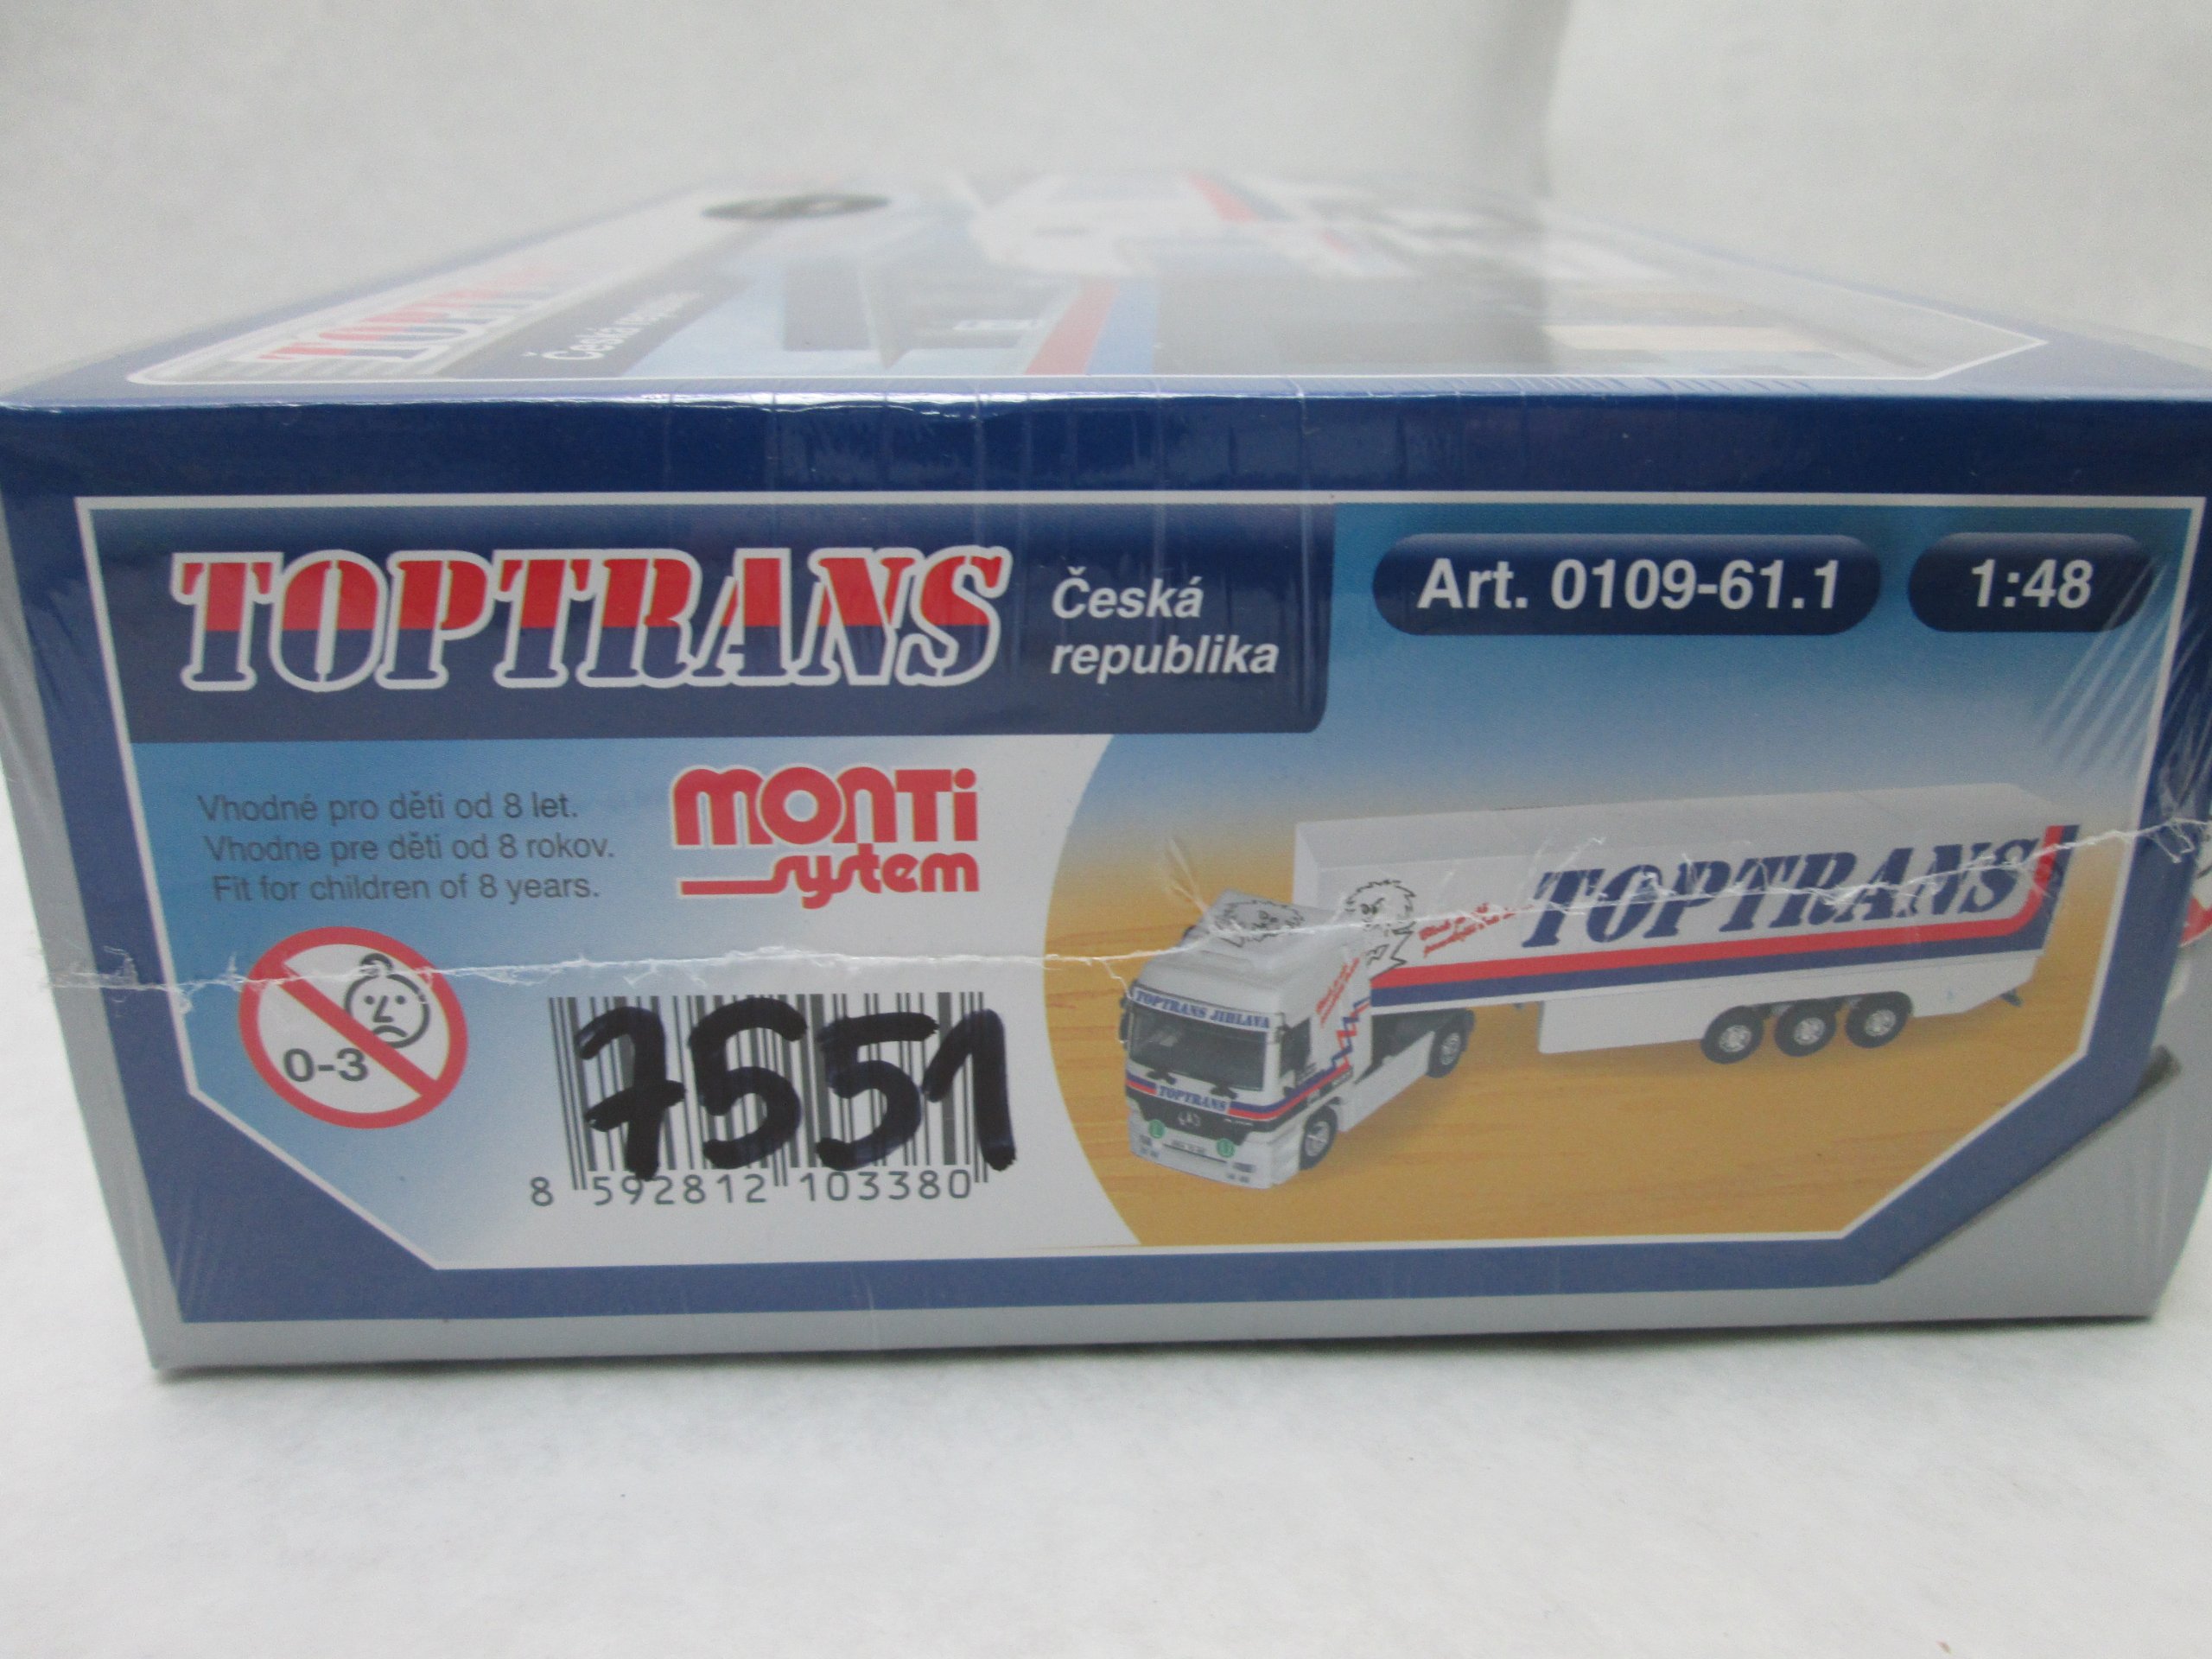 Česká
TOPTRANS
Česká
republika
Art. 0109-61.1
1:48
Vhodné pro děti od 8 let.
Vhodne pre děti od 8 rokov.
Fit for children of 8 years.
monti
system
0-3
7551
8 592812 103380
TOPTRANS
TOPTRANS JIHLAVA
TOPTRANS